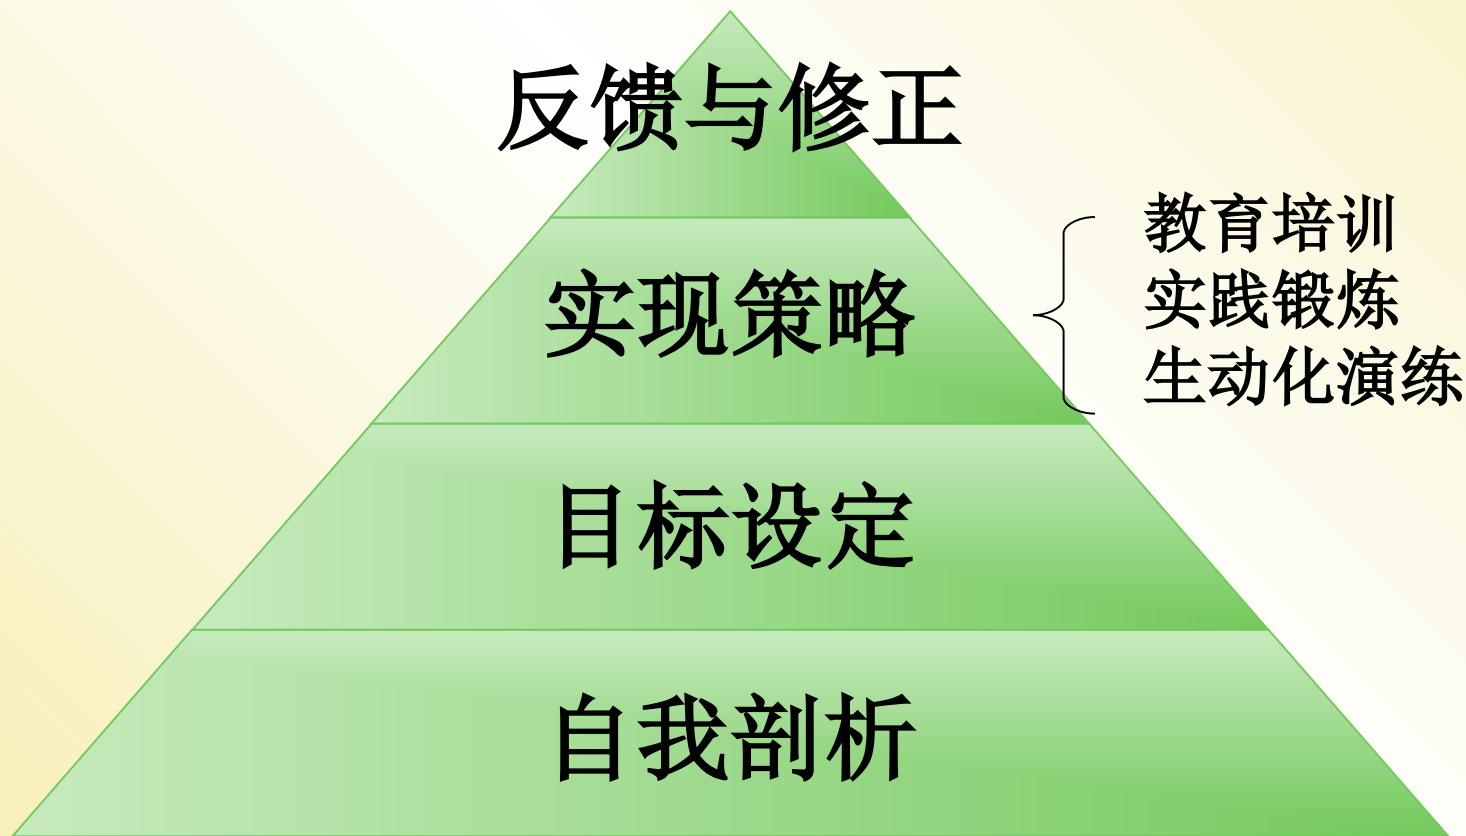 反馈与修正
实现策略
教育培训
实践锻炼
生动化演练
目标设定
自我剖析